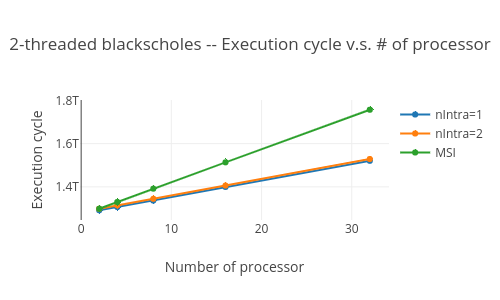 2-threaded blackscholes -- Execution cycle v.s. # of processor
1.8T
1.6T
1.4T
Execution cycle
0
10
20
30
Number of processor
nIntra=1
nIntra=2
MSI